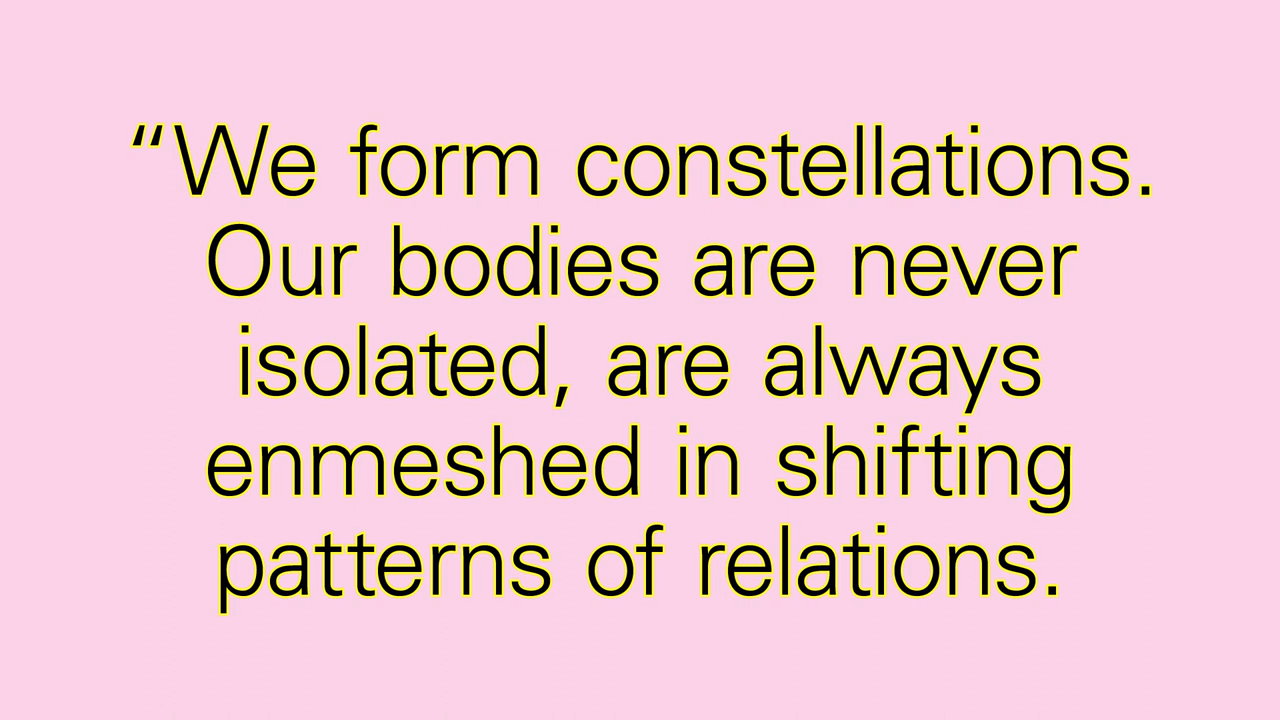 “We form constellations.
Our bodies are never
isolated, are always
enmeshed in shifting
patterns of relations.